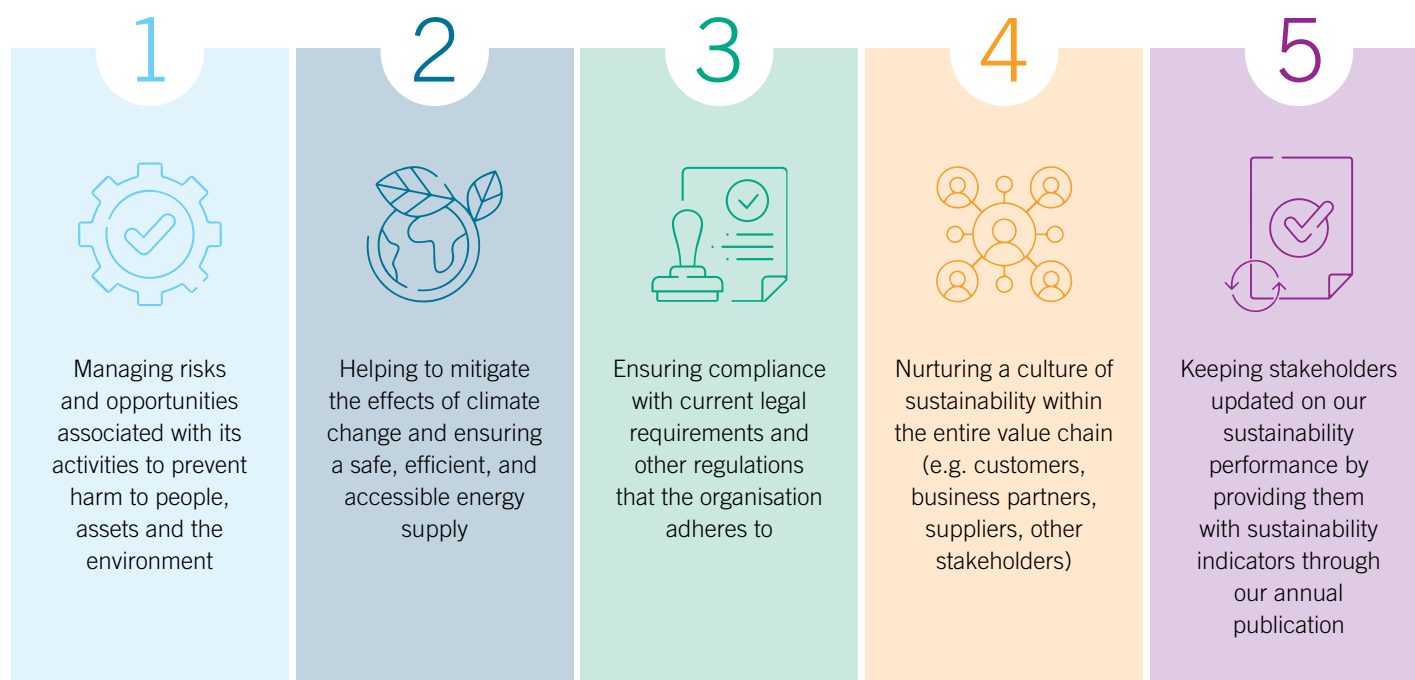 1
Managing risks
and opportunities
associated with its
activities to prevent
harm to people,
assets and the
environment
2
Helping to mitigate
the effects of climate
change and ensuring
a safe, efficient, and
accessible energy
supply
3
Ensuring compliance
with current legal
requirements and
other regulations
that the organisation
adheres to
4
Nurturing a culture of
sustainability within
the entire value chain
(e.g. customers,
business partners,
suppliers, other
stakeholders)
5
Keeping stakeholders
updated on our
sustainability
performance by
providing them
with sustainability
indicators through
our annual
publication